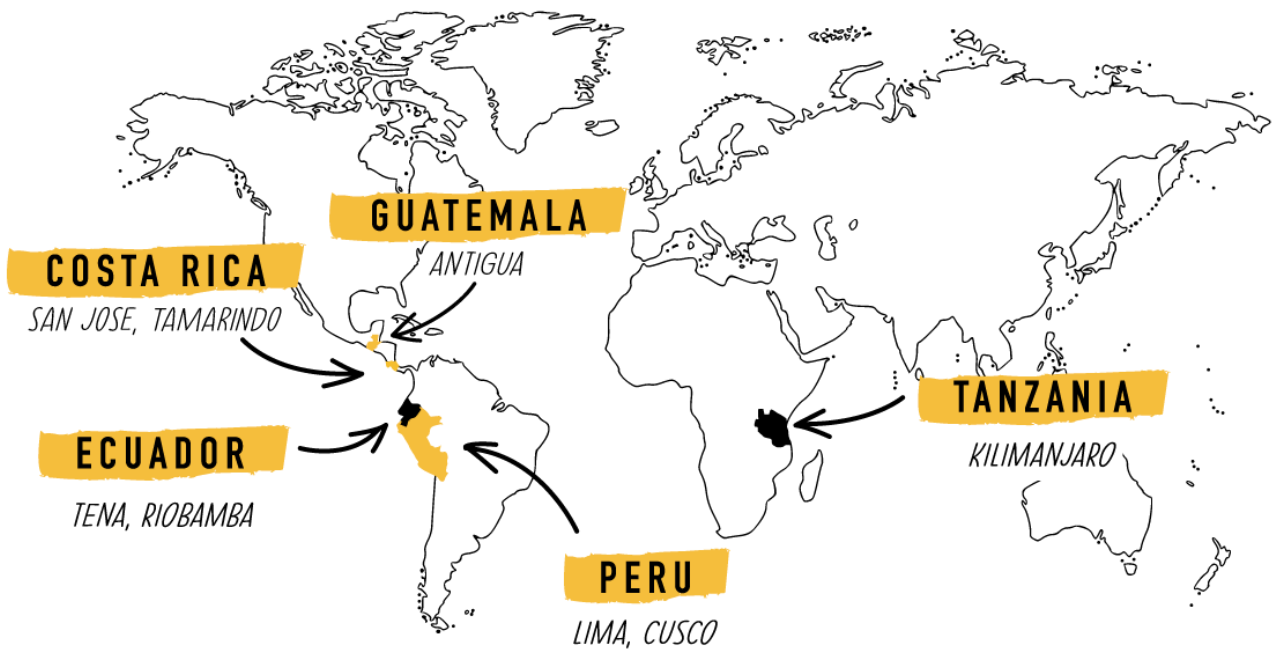 GUATEMALA
ANTIGUA
COSTA RICA
SAN JOSE, TAMARINDO
TANZANIA
KILIMANJARO
ECUADOR
TENA, RIOBAMBA
PERU
LIMA, CUSCO